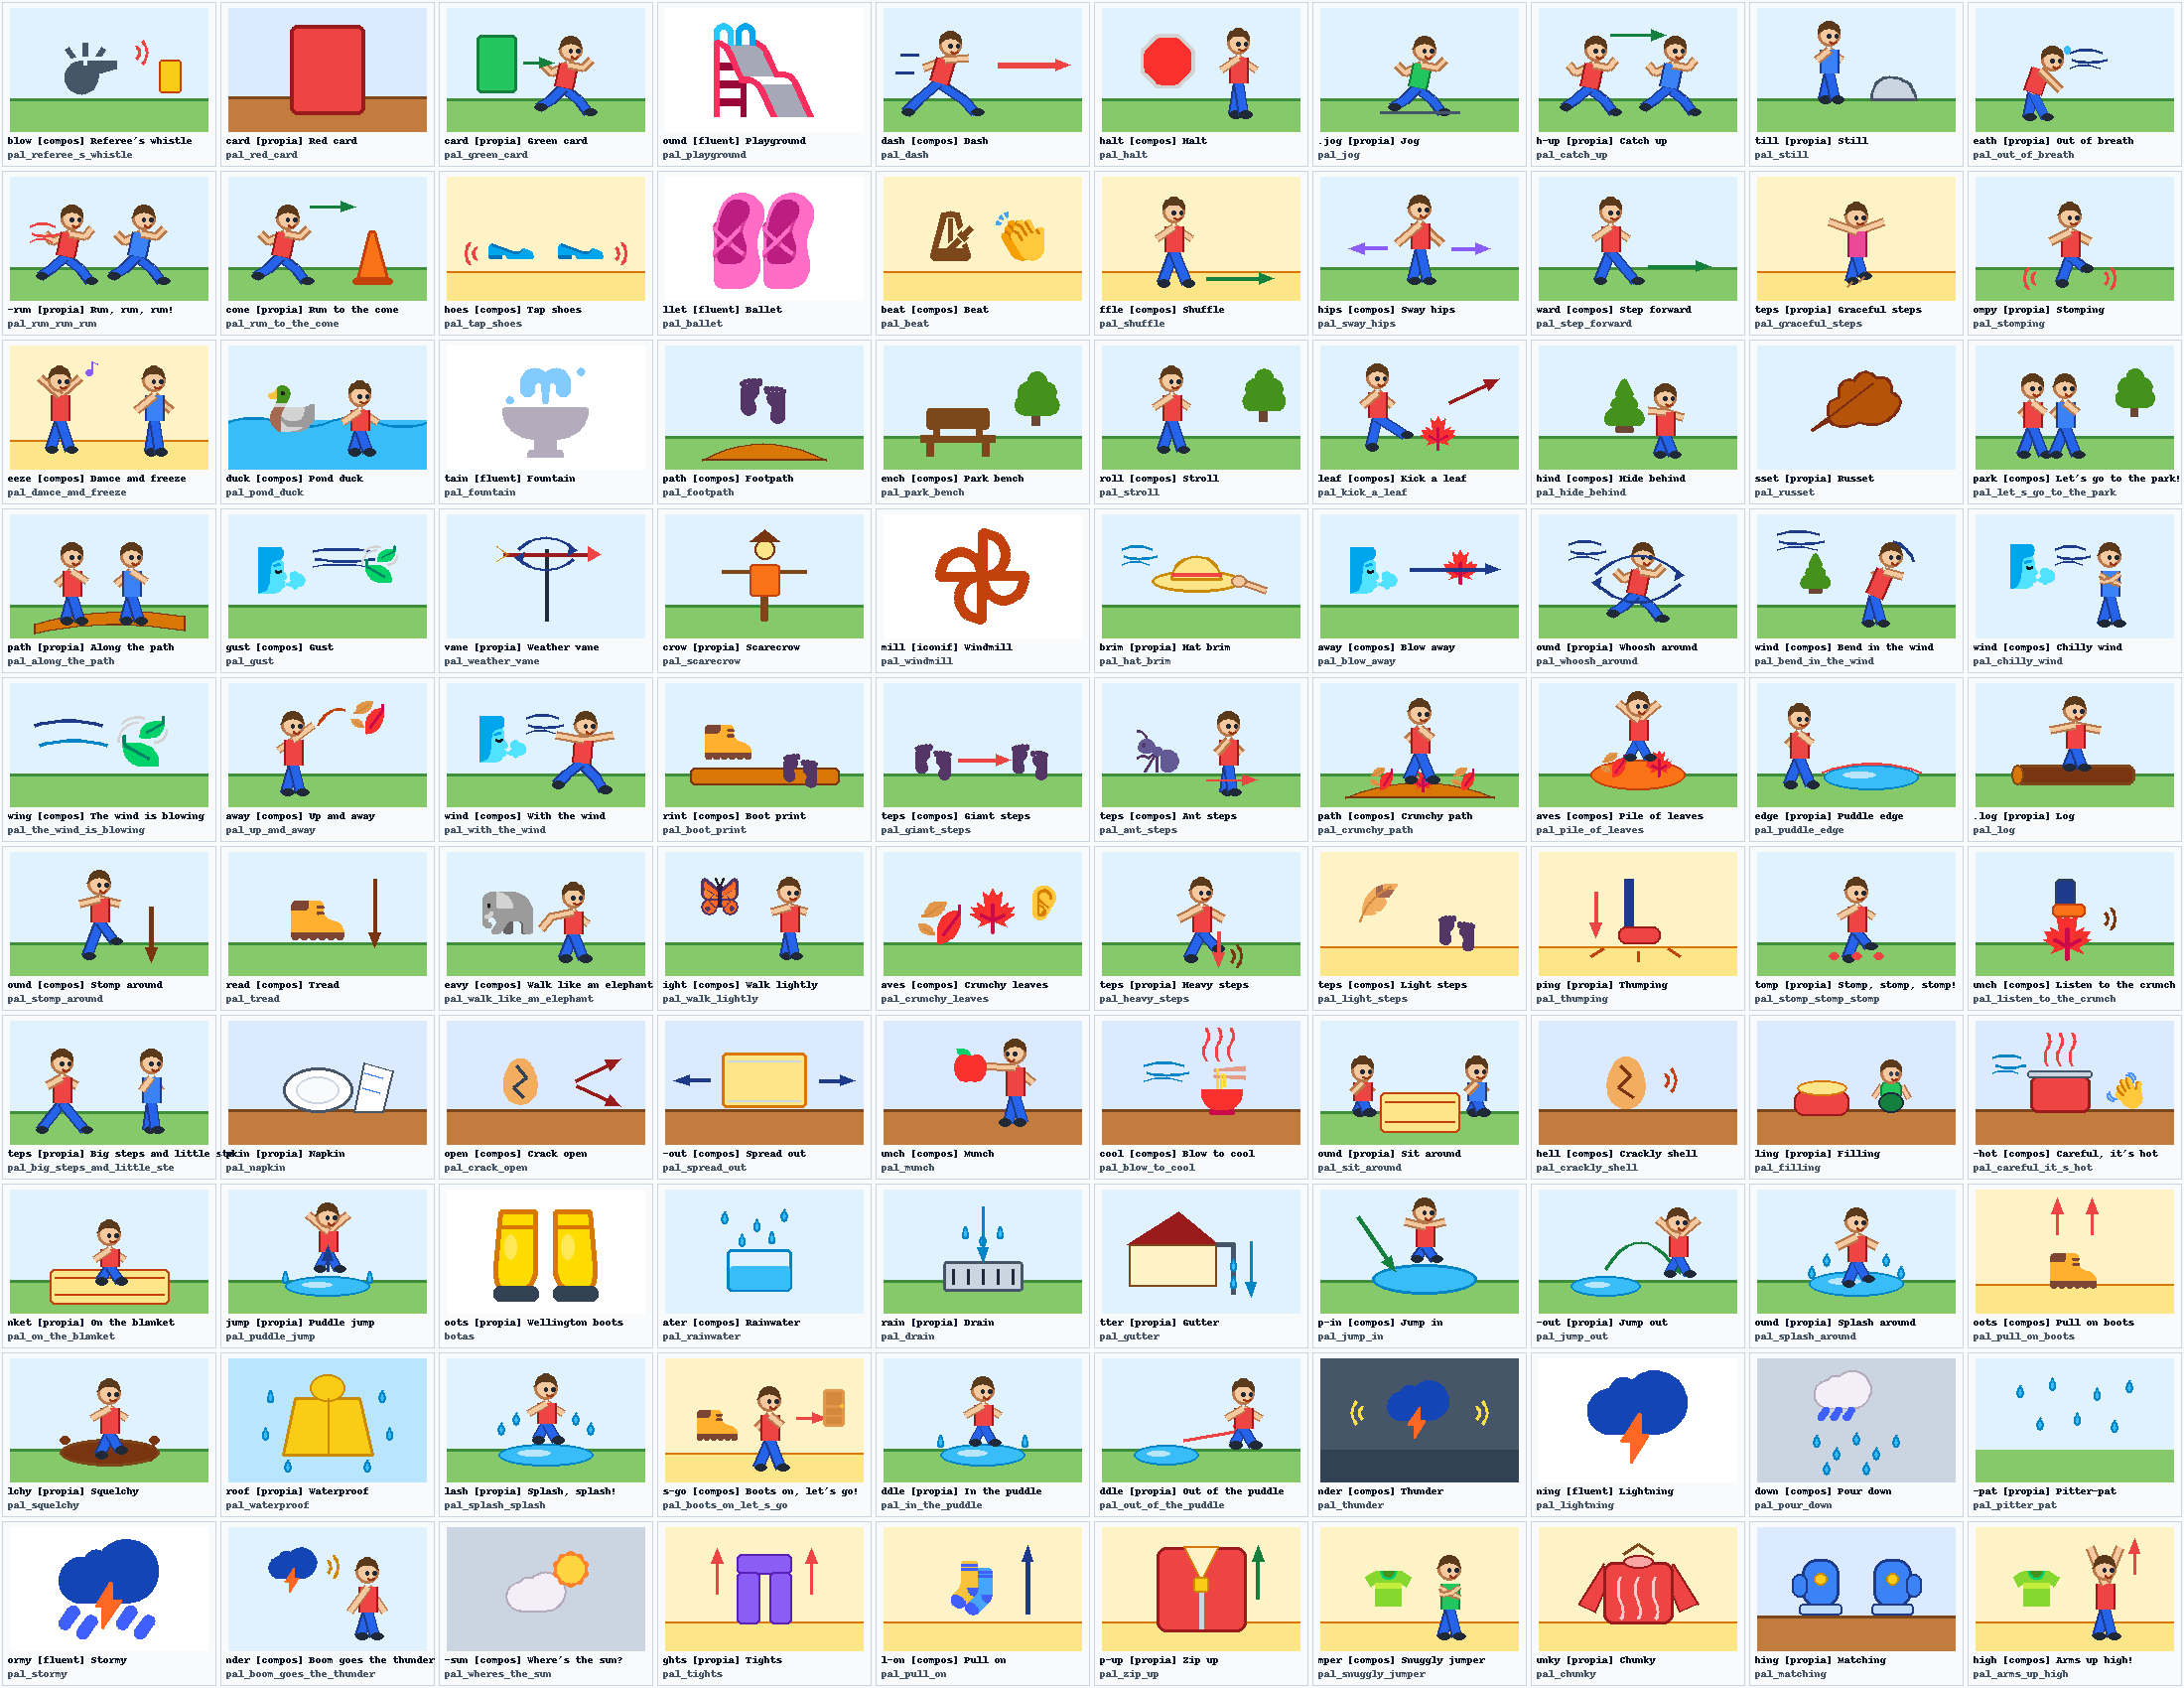 blow [compos] Referee's whistle
pal_referee_s_whistle
card [propia] Red card
pal_red_card
card [propia] Green card
pal_green_card
ound [fluent] Playground
pal_playground
dash [compos] Dash
pal_dash
halt [compos] Halt
pal_halt
.jog [propia] Jog
pal_jog
h-up [propia] Catch up
pal_catch_up
till [propia] Still
pal_still
eath [propia] Out of breath
pal_out_of_breath
-run [propia] Run, run, run!
pal_run_run_run
cone [propia] Run to the cone
pal_run_to_the_cone
hoes [compos] Tap shoes
pal_tap_shoes
llet [fluent] Ballet
pal_ballet
beat [compos] Beat
pal_beat
ffle [compos] Shuffle
pal_shuffle
hips [compos] Sway hips
pal_sway_hips
ward [compos] Step forward
pal_step_forward
teps [propia] Graceful steps
pal_graceful_steps
ompy [propia] Stomping
pal_stomping
eeze [compos] Dance and freeze
pal_dance_and_freeze
duck [compos] Pond duck
pal_pond_duck
tain [fluent] Fountain
pal_fountain
path [compos] Footpath
pal_footpath
ench [compos] Park bench
pal_park_bench
roll [compos] Stroll
pal_stroll
leaf [compos] Kick a leaf
pal_kick_a_leaf
hind [compos] Hide behind
pal_hide_behind
sset [propia] Russet
pal_russet
park [compos] Let's go to the park!
pal_let_s_go_to_the_park
path [propia] Along the path
pal_along_the_path
gust [compos] Gust
pal_gust
vane [propia] Weather vane
pal_weather_vane
crow [propia] Scarecrow
pal_scarecrow
mill [iconif] Windmill
pal_windmill
brim [propia] Hat brim
pal_hat_brim
away [compos] Blow away
pal_blow_away
ound [propia] Whoosh around
pal_whoosh_around
wind [compos] Bend in the wind
pal_bend_in_the_wind
wind [compos] Chilly wind
pal_chilly_wind
wing [compos] The wind is blowing
pal_the_wind_is_blowing
away [compos] Up and away
pal_up_and_away
wind [compos] With the wind
pal_with_the_wind
rint [compos] Boot print
pal_boot_print
teps [compos] Giant steps
pal_giant_steps
teps [compos] Ant steps
pal_ant_steps
path [compos] Crunchy path
pal_crunchy_path
aves [compos] Pile of leaves
pal_pile_of_leaves
edge [propia] Puddle edge
pal_puddle_edge
.log [propia] Log
pal_log
ound [compos] Stomp around
pal_stomp_around
read [compos] Tread
pal_tread
eavy [compos] Walk like an elephant
pal_walk_like_an_elephant
ight [compos] Walk lightly
pal_walk_lightly
aves [compos] Crunchy leaves
pal_crunchy_leaves
teps [propia] Heavy steps
pal_heavy_steps
teps [compos] Light steps
pal_light_steps
ping [propia] Thumping
pal_thumping
tomp [propia] Stomp, stomp, stomp!
pal_stomp_stomp_stomp
unch [compos] Listen to the crunch
pal_listen_to_the_crunch
teps [propia] Big steps and little
pal_big_steps_and_little_ste
[propia] Napkin
pal_napkin
open [compos] Crack open
pal_crack_open
-out [compos] Spread out
pal_spread_out
unch [compos] Munch
pal_munch
cool [compos] Blow to cool
pal_blow_to_cool
ound [propia] Sit around
pal_sit_around
hell [compos] Crackly shell
pal_crackly_shell
ling [propia] Filling
pal_filling
-hot [compos] Careful, it's hot
pal_careful_it_s_hot
nket [propia] On the blanket
pal_on_the_blanket
jump [propia] Puddle jump
pal_puddle_jump
oots [propia] Wellington boots
botas
ater [compos] Rainwater
pal_rainwater
rain [propia] Drain
pal_drain
tter [propia] Gutter
pal_gutter
p-in [compos] Jump in
pal_jump_in
-out [propia] Jump out
pal_jump_out
ound [propia] Splash around
pal_splash_around
oots [compos] Pull on boots
pal_pull_on_boots
lchy [propia] Squelchy
pal_squelchy
roof [propia] Waterproof
pal_waterproof
lash [propia] Splash, splash!
pal_splash_splash
s-go [compos] Boots on, let's go!
pal_boots_on_let_s_go
ddle [propia] In the puddle
pal_in_the_puddle
ddle [propia] Out of the puddle
pal_out_of_the_puddle
nder [compos] Thunder
pal_thunder
ning [fluent] Lightning
pal_lightning
down [compos] Pour down
pal_pour_down
-pat [propia] Pitter-pat
pal_pitter_pat
ormy [fluent] Stormy
pal_stormy
nder [compos] Boom goes the thunder
pal_boom_goes_the_thunder
-sun [compos] Where's the sun?
pal_wheres_the_sun
ghts [propia] Tights
pal_tights
l-on [compos] Pull on
pal_pull_on
p-up [propia] Zip up
pal_zip_up
mper [compos] Snuggly jumper
pal_snuggly_jumper
unky [propia] Chunky
pal_chunky
hing [propia] Matching
pal_matching
high [compos] Arms up high!
pal_arms_up_high